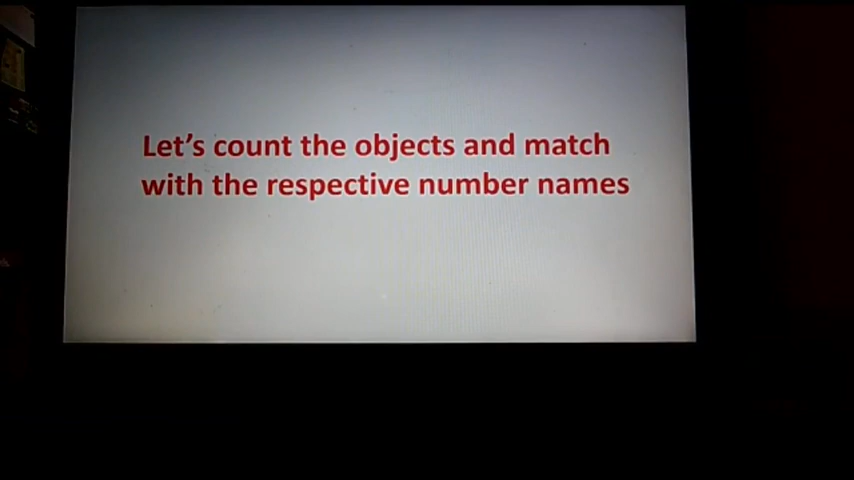 Let's count the objects and match
with the respective number names